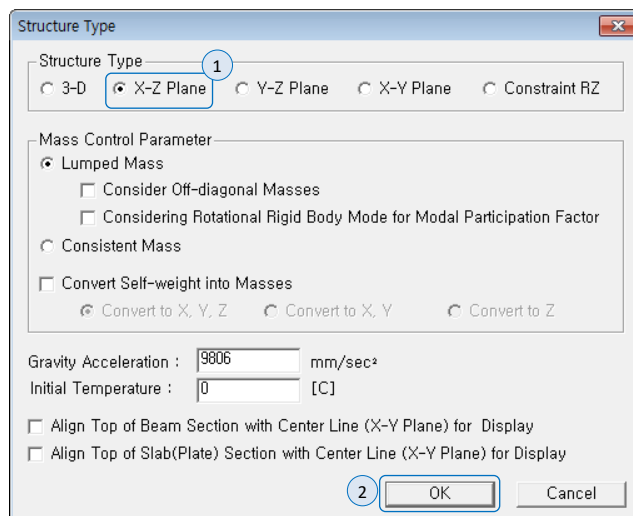 Structure Type
Structure Type
1
3-D X-Z Plane Y-Z Plane X-Y Plane Constraint RZ
Mass Control Parameter
Lumped Mass
Consider Off-diagonal Masses
Considering Rotational Rigid Body Mode for Modal Participation Factor
Consistent Mass
Convert Self-weight into Masses
Convert to X, Y, Z Convert to X, Y Convert to Z
Gravity Acceleration : 9806 mm/sec²
Initial Temperature : 0 [C]
Align Top of Beam Section with Center Line (X-Y Plane) for Display
Align Top of Slab(Plate) Section with Center Line (X-Y Plane) for Display
2 OK Cancel